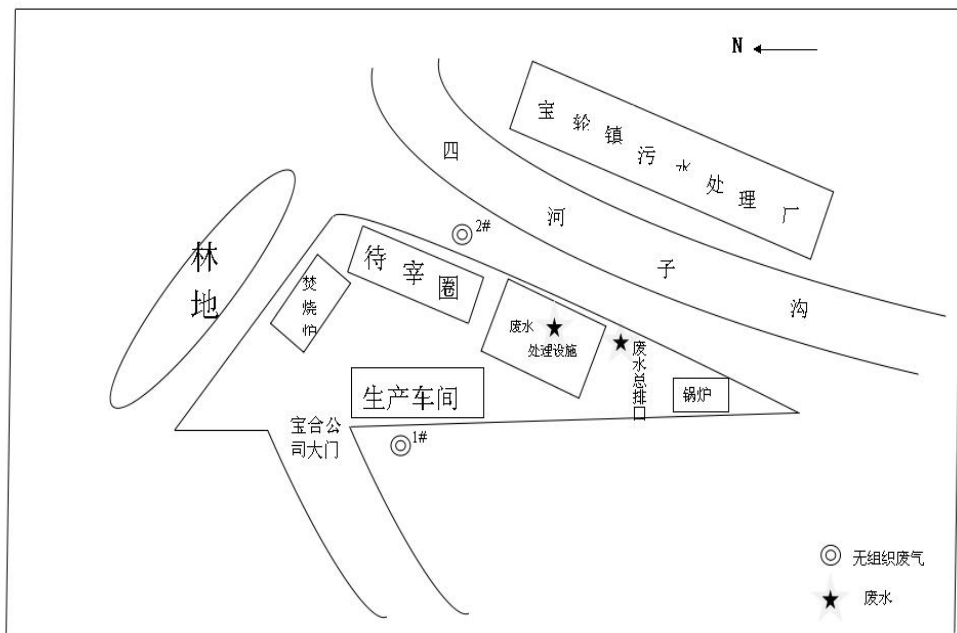 N
宝轮镇污水处理厂
四河子沟
2#
林地
待宰圈
焚烧炉
废水
处理设施
废水总排口
锅炉
生产车间
宝合公
司大门
1#
无组织废气
废水